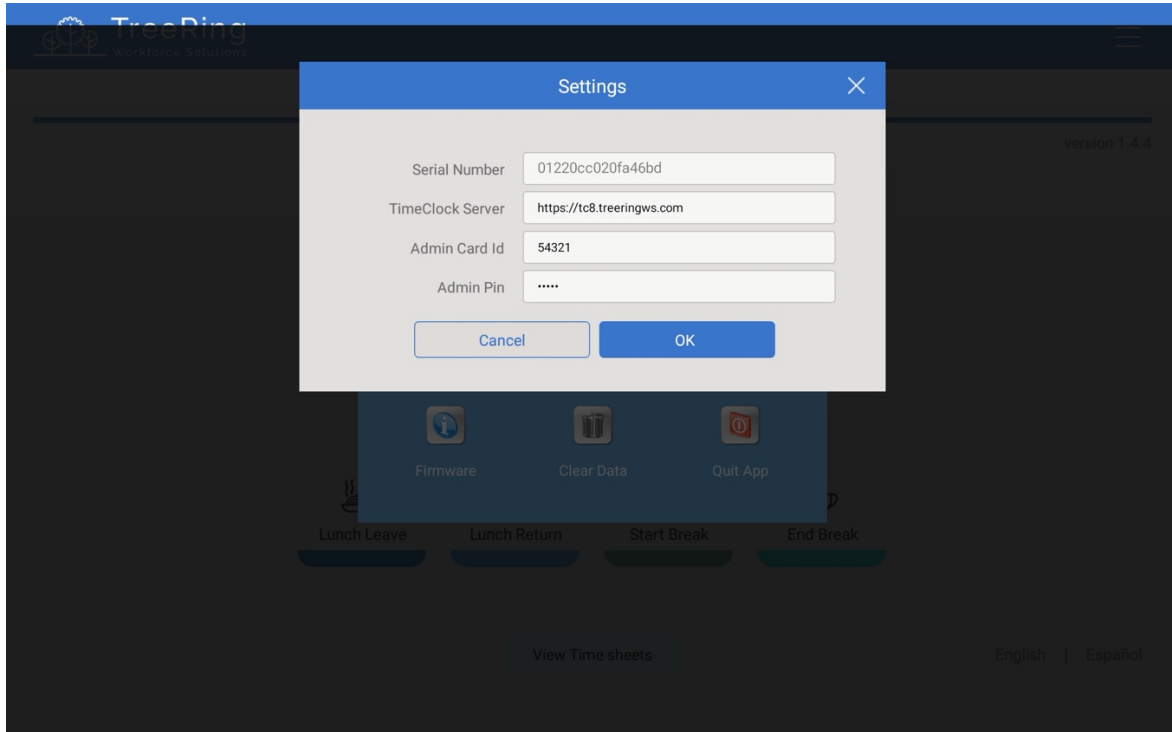 TreeRing
Workforce Solutions
Settings
version 1.4.4
Serial Number 01220cc020fa46bd
TimeClock Server https://tc8.treeringws.com
Admin Card Id 54321
Admin Pin •••••
Cancel OK
Firmware Clear Data Quit App
Lunch Leave Lunch Return Start Break End Break
View Time sheets English | Español